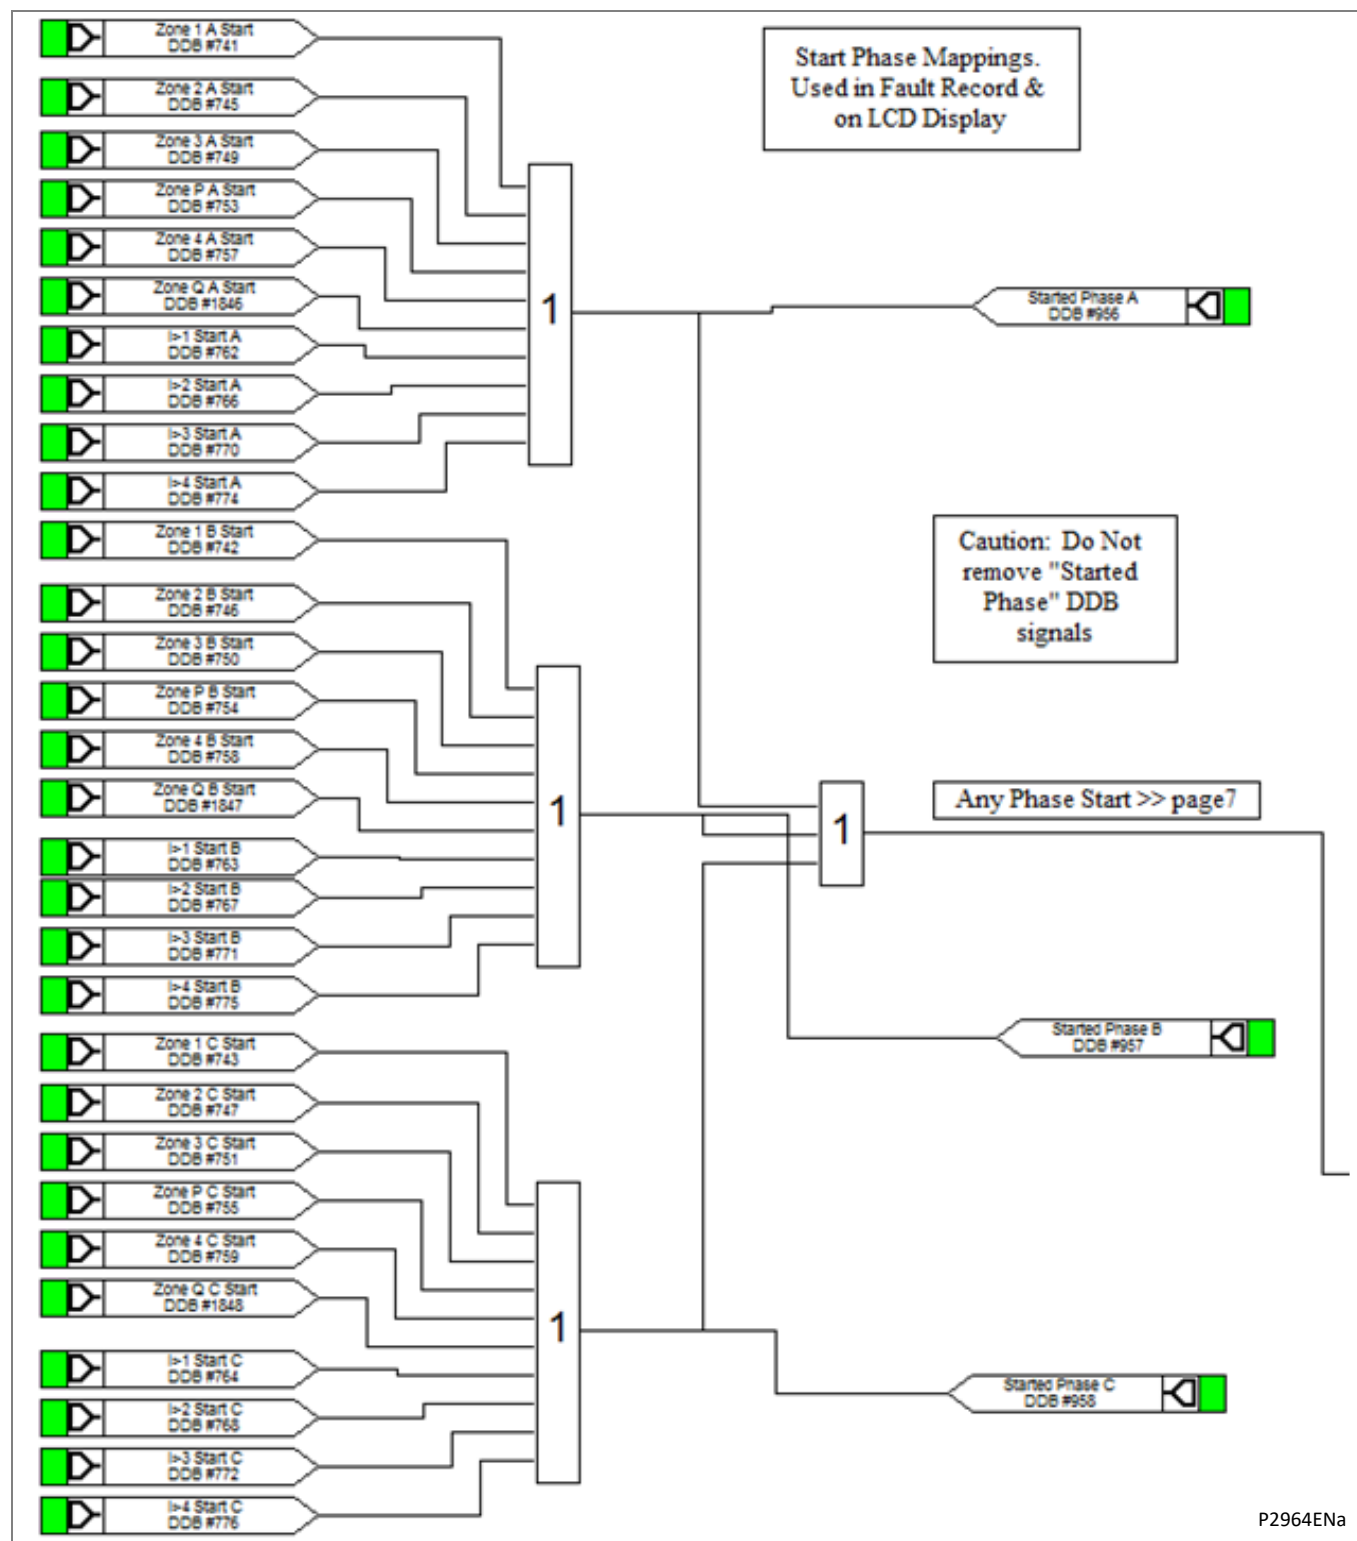 Zone 1 A Start
DDB #741
Zone 2 A Start
DDB #745
Zone 3 A Start
DDB #749
Zone P A Start
DDB #753
Zone 4 A Start
DDB #757
Zone Q A Start
DDB #1846
I>1 Start A
DDB #762
I>2 Start A
DDB #766
I>3 Start A
DDB #770
I>4 Start A
DDB #774
1
Start Phase Mappings.
Used in Fault Record &
on LCD Display
Started Phase A
DDB #956
Zone 1 B Start
DDB #742
Zone 2 B Start
DDB #746
Zone 3 B Start
DDB #750
Zone P B Start
DDB #754
Zone 4 B Start
DDB #758
Zone Q B Start
DDB #1847
I>1 Start B
DDB #763
I>2 Start B
DDB #767
I>3 Start B
DDB #771
I>4 Start B
DDB #775
1
Caution: Do Not
remove "Started
Phase" DDB
signals
1
Any Phase Start >> page7
Started Phase B
DDB #957
Zone 1 C Start
DDB #743
Zone 2 C Start
DDB #747
Zone 3 C Start
DDB #751
Zone P C Start
DDB #755
Zone 4 C Start
DDB #759
Zone Q C Start
DDB #1848
I>1 Start C
DDB #764
I>2 Start C
DDB #768
I>3 Start C
DDB #772
I>4 Start C
DDB #776
1
Started Phase C
DDB #958
P2964ENa